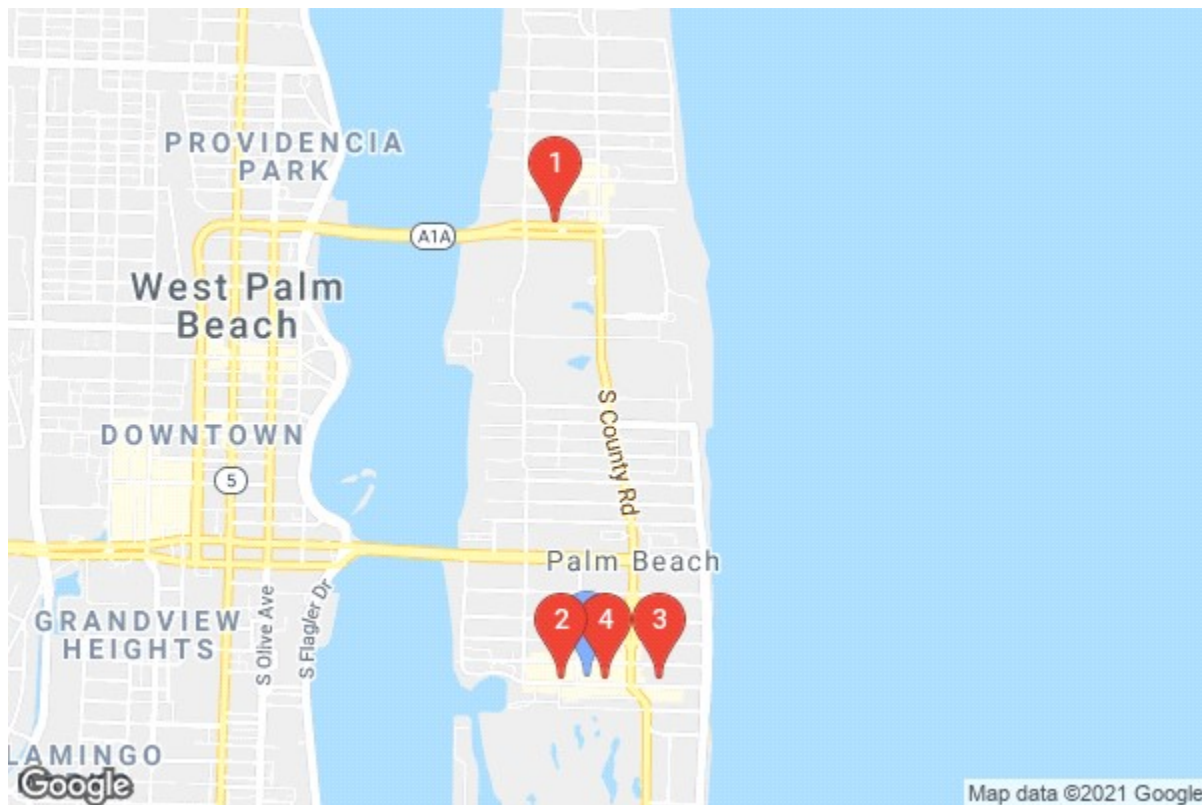 PROVIDENCIA
PARK
1
A1A
West Palm
Beach
S County Rd
DOWNTOWN
5
Palm Beach
GRANDVIEW
HEIGHTS
S Olive Ave
S Flagler Dr
2
4
3
LAMINGO
Google
Map data ©2021 Google